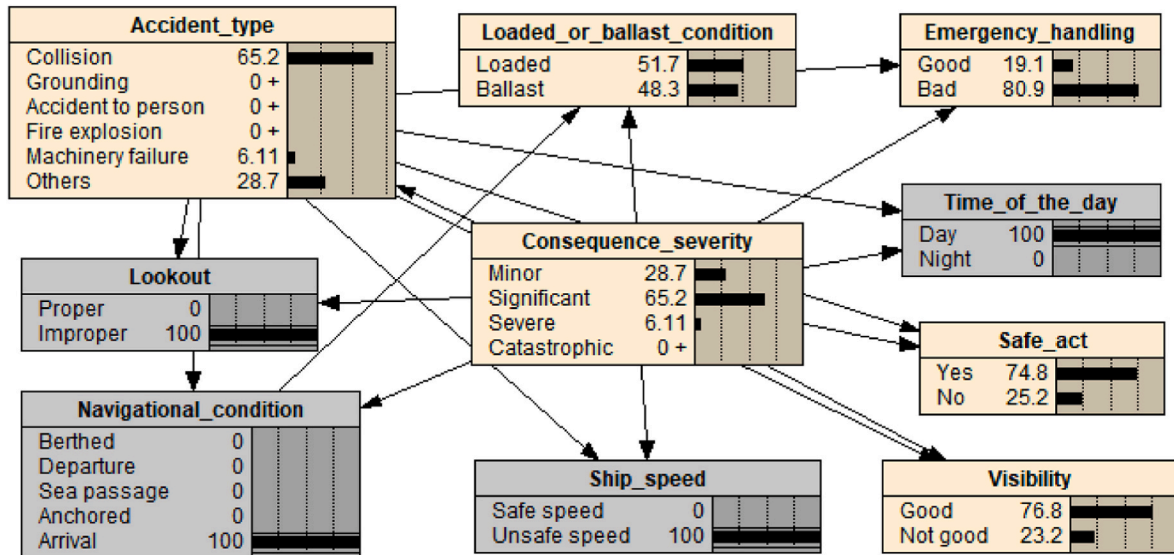 Accident_type
Collision 65.2
Grounding 0 +
Accident to person 0 +
Fire explosion 0 +
Machinery failure 6.11
Others 28.7
Loaded_or_ballast_condition
Loaded 51.7
Ballast 48.3
Emergency_handling
Good 19.1
Bad 80.9
Time_of_the_day
Day 100
Night 0
Consequence_severity
Minor 28.7
Significant 65.2
Severe 6.11
Catastrophic 0 +
Lookout
Proper 0
Improper 100
Safe_act
Yes 74.8
No 25.2
Navigational_condition
Berthed 0
Departure 0
Sea passage 0
Anchored 0
Arrival 100
Ship_speed
Safe speed 0
Unsafe speed 100
Visibility
Good 76.8
Not good 23.2